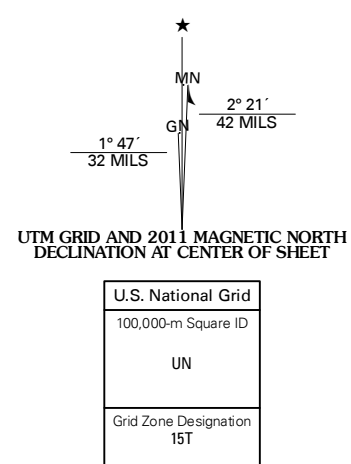 ★
MN
GN
2° 21´
42 MILS
1° 47´
32 MILS
UTM GRID AND 2011 MAGNETIC NORTH
DECLINATION AT CENTER OF SHEET
U.S. National Grid
100,000-m Square ID
UN
Grid Zone Designation
15T